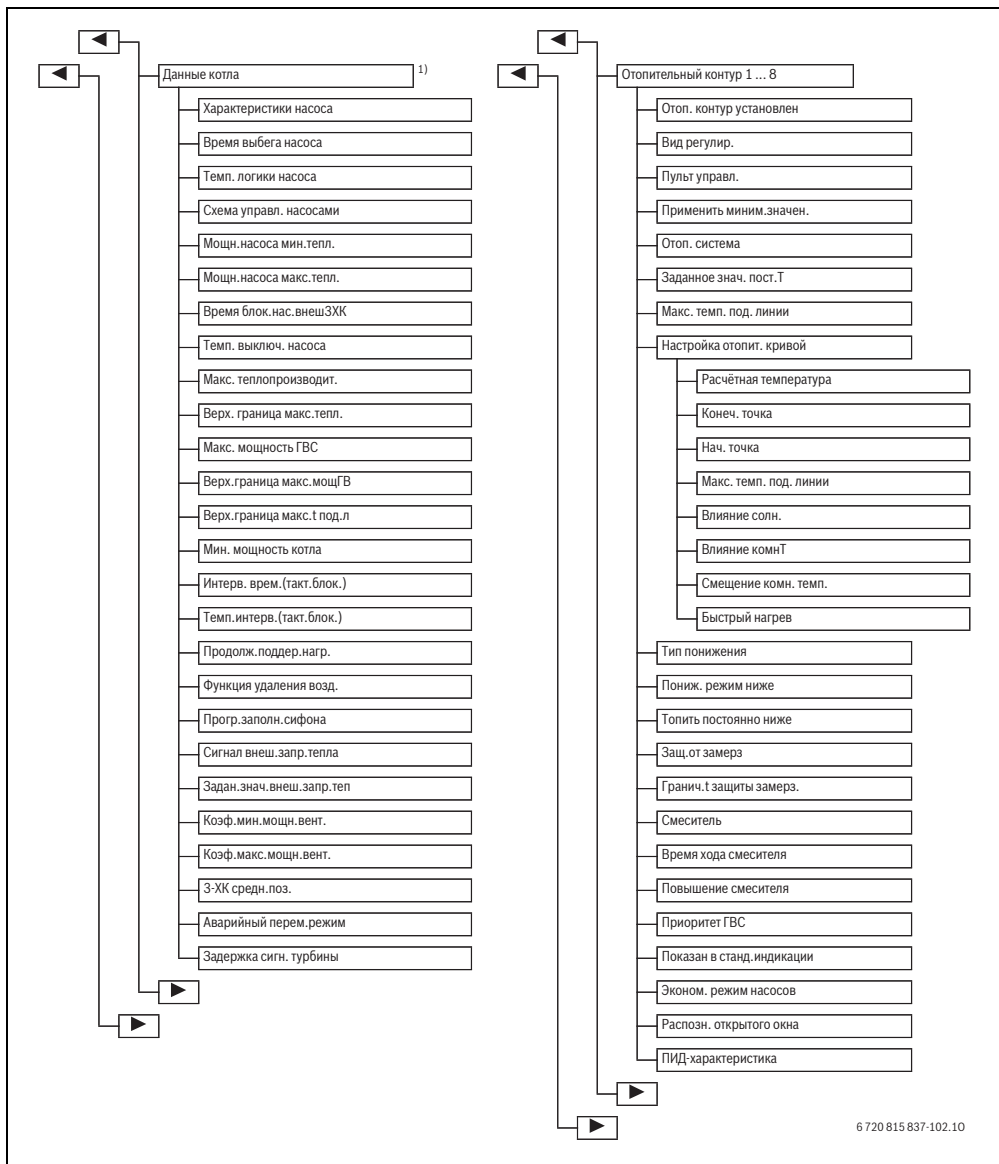 Данные котла
1)
Характеристики насоса
Время выбега насоса
Темп. логики насоса
Схема управл. насосами
Мощн.насоса мин.тепл.
Мощн.насоса макс.тепл.
Время блок.нас.внешЗХК
Темп. выключ. насоса
Макс. теплопроизводит.
Верх. граница макс.тепл.
Макс. мощность ГВС
Верх.граница макс.мощГВ
Верх.граница макс.t под.л
Мин. мощность котла
Интерв. врем.(такт.блок.)
Темп.интерв.(такт.блок.)
Продолж.поддер.нагр.
Функция удаления возд.
Прогр.заполн.сифона
Сигнал внеш.запр.тепла
Задан.знач.внеш.запр.теп
Коэф.мин.мощн.вент.
Коэф.макс.мощн.вент.
3-ХК средн.поз.
Аварийный перем.режим
Задержка сигн. турбины
Отопительный контур 1 ... 8
Отоп. контур установлен
Вид регулир.
Пульт управл.
Применить миним.значен.
Отоп. система
Заданное знач. пост.Т
Макс. темп. под. линии
Настройка отопит. кривой
Расчётная температура
Конеч. точка
Нач. точка
Макс. темп. под. линии
Влияние солн.
Влияние комнТ
Смещение комн. темп.
Быстрый нагрев
Тип понижения
Пониж. режим ниже
Топить постоянно ниже
Защ.от замерз
Гранич.t защиты замерз.
Смеситель
Время хода смесителя
Повышение смесителя
Приоритет ГВС
Показан в станд.индикации
Эконом. режим насосов
Распозн. открытого окна
ПИД-характеристика
6 720 815 837-102.1O